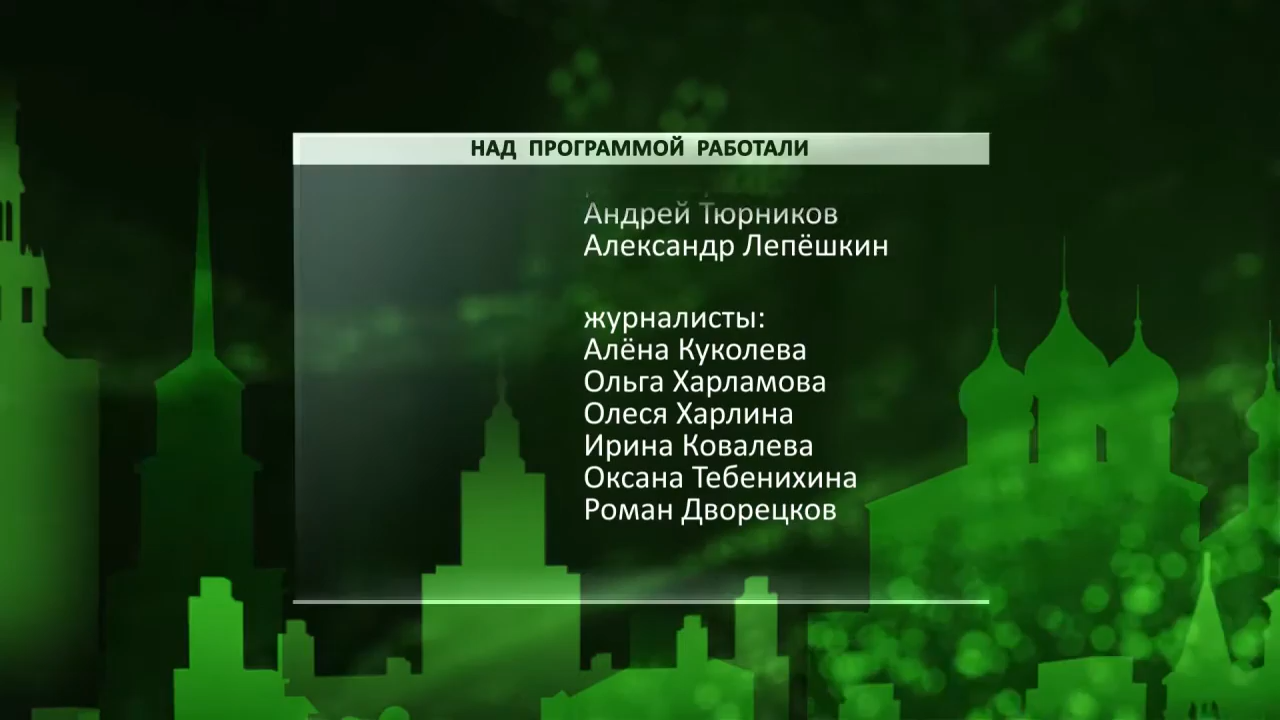 НАД ПРОГРАММОЙ РАБОТАЛИ
Андрей Тюрников
Александр Лепёшкин
журналисты:
Алёна Куколева
Ольга Харламова
Олеся Харлина
Ирина Ковалева
Оксана Тебенихина
Роман Дворецков